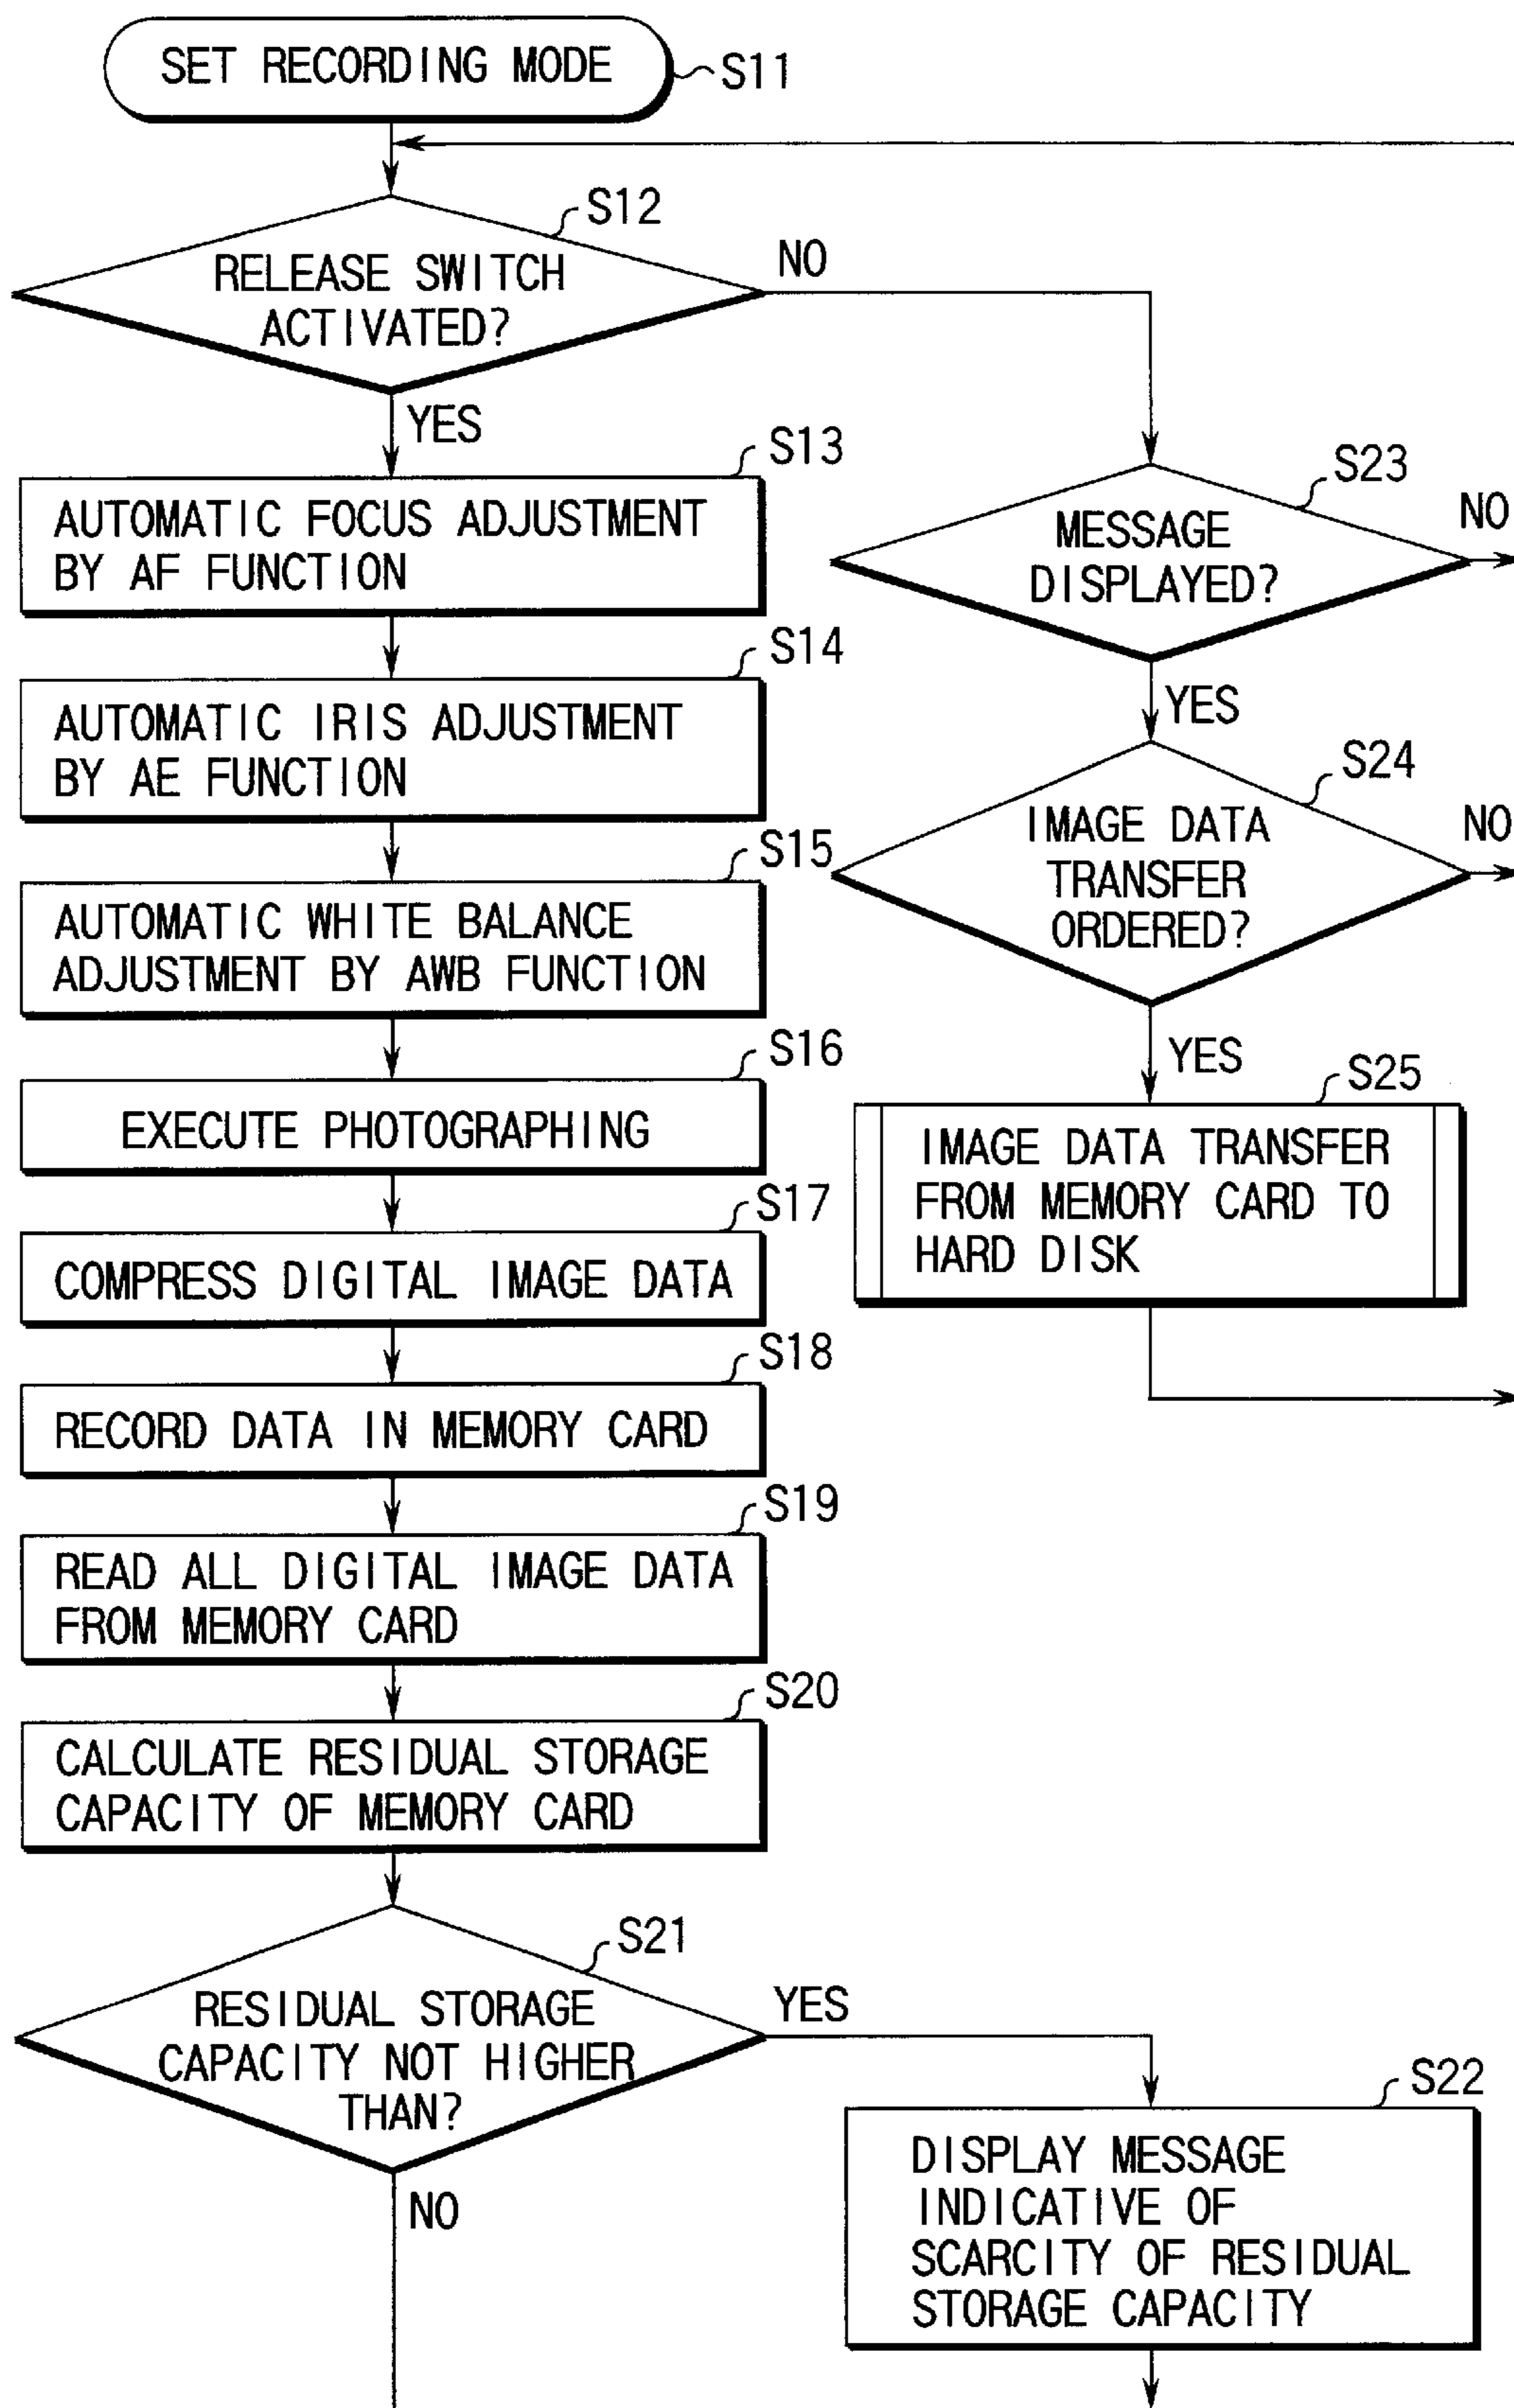 SET RECORDING MODE
S11
S12
RELEASE SWITCH
ACTIVATED?
NO
YES
S13
AUTOMATIC FOCUS ADJUSTMENT
BY AF FUNCTION
S14
AUTOMATIC IRIS ADJUSTMENT
BY AE FUNCTION
S15
AUTOMATIC WHITE BALANCE
ADJUSTMENT BY AWB FUNCTION
S16
EXECUTE PHOTOGRAPHING
S17
COMPRESS DIGITAL IMAGE DATA
S18
RECORD DATA IN MEMORY CARD
S19
READ ALL DIGITAL IMAGE DATA
FROM MEMORY CARD
S20
CALCULATE RESIDUAL STORAGE
CAPACITY OF MEMORY CARD
S21
RESIDUAL STORAGE
CAPACITY NOT HIGHER
THAN?
YES
NO
S22
DISPLAY MESSAGE
INDICATIVE OF
SCARCITY OF RESIDUAL
STORAGE CAPACITY
S23
MESSAGE
DISPLAYED?
NO
YES
S24
IMAGE DATA
TRANSFER
ORDERED?
NO
YES
S25
IMAGE DATA TRANSFER
FROM MEMORY CARD TO
HARD DISK